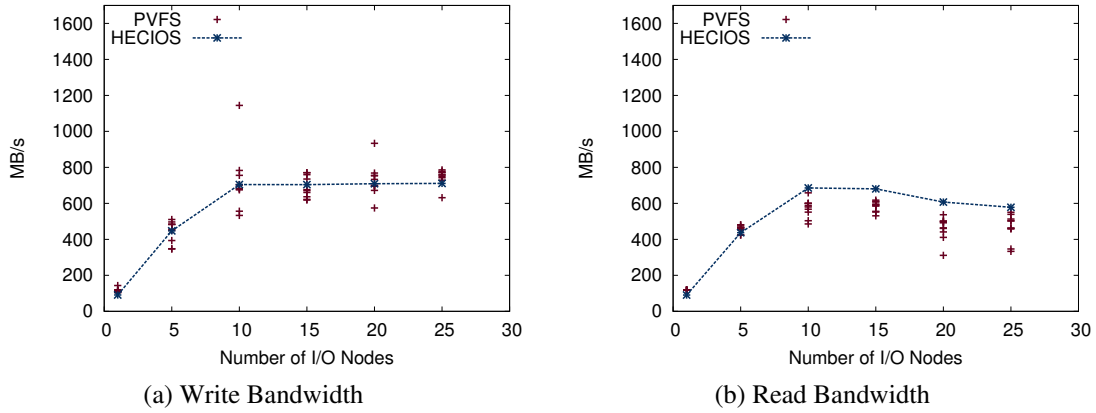 1600
1400
1200
1000
800
600
400
200
0
MB/s
PVFS
HECIOS
0 5 10 15 20 25 30
Number of I/O Nodes
(a) Write Bandwidth
1600
1400
1200
1000
800
600
400
200
0
MB/s
PVFS
HECIOS
0 5 10 15 20 25 30
Number of I/O Nodes
(b) Read Bandwidth